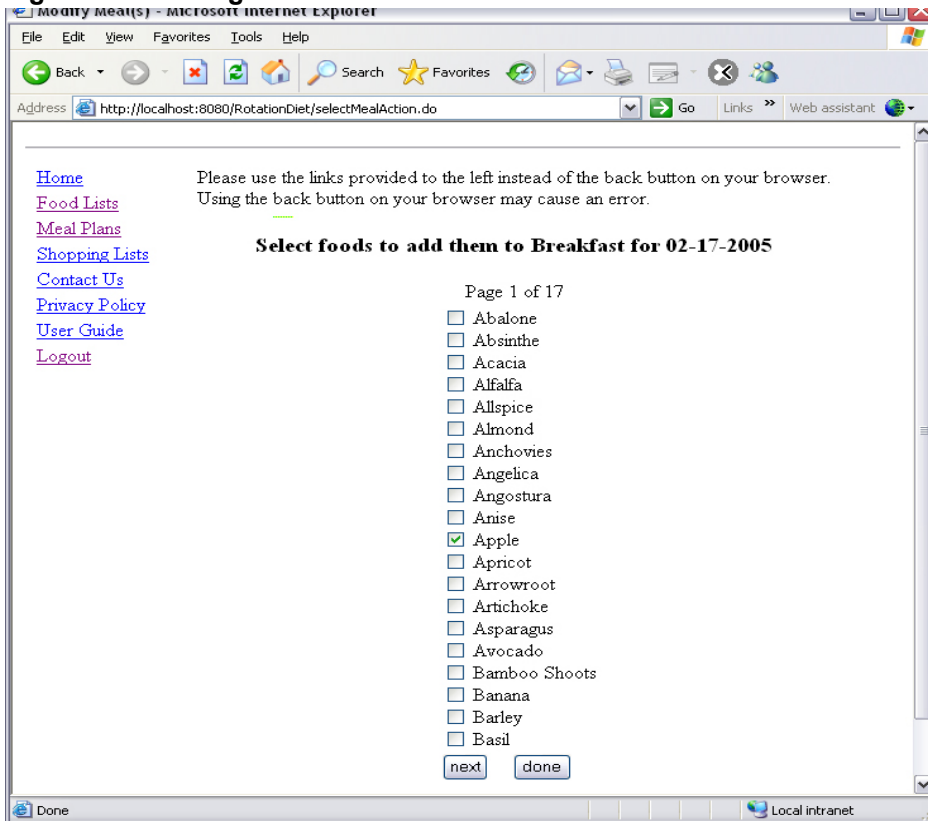 Modify Meal(s) - Microsoft Internet Explorer
File Edit View Favorites Tools Help
Back Search Favorites
Address http://localhost:8080/RotationDiet/selectMealAction.do Go Links » Web assistant
Home
Food Lists
Meal Plans
Shopping Lists
Contact Us
Privacy Policy
User Guide
Logout
Please use the links provided to the left instead of the back button on your browser.
Using the back button on your browser may cause an error.
Select foods to add them to Breakfast for 02-17-2005
Page 1 of 17
Abalone
Absinthe
Acacia
Alfalfa
Allspice
Almond
Anchovies
Angelica
Angostura
Anise
Apple
Apricot
Arrowroot
Artichoke
Asparagus
Avocado
Bamboo Shoots
Banana
Barley
Basil
next done
Done Local intranet